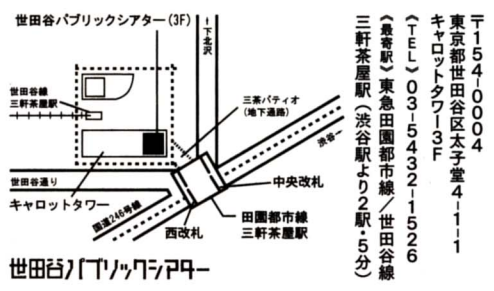 世田谷パブリックシアター(3F)
↑下北沢
世田谷線
三軒茶屋駅
三茶パティオ
(地下通路)
渋谷→
世田谷通り
キャロットタワー
国道246号線
中央改札
西改札
田園都市線
三軒茶屋駅
世田谷パブリックシアター
〒154-0004
東京都世田谷区太子堂4-1-1
キャロットタワー3F
《TEL》03-5432-1526
《最寄駅》東急田園都市線/世田谷線
三軒茶屋駅(渋谷駅より2駅・5分)